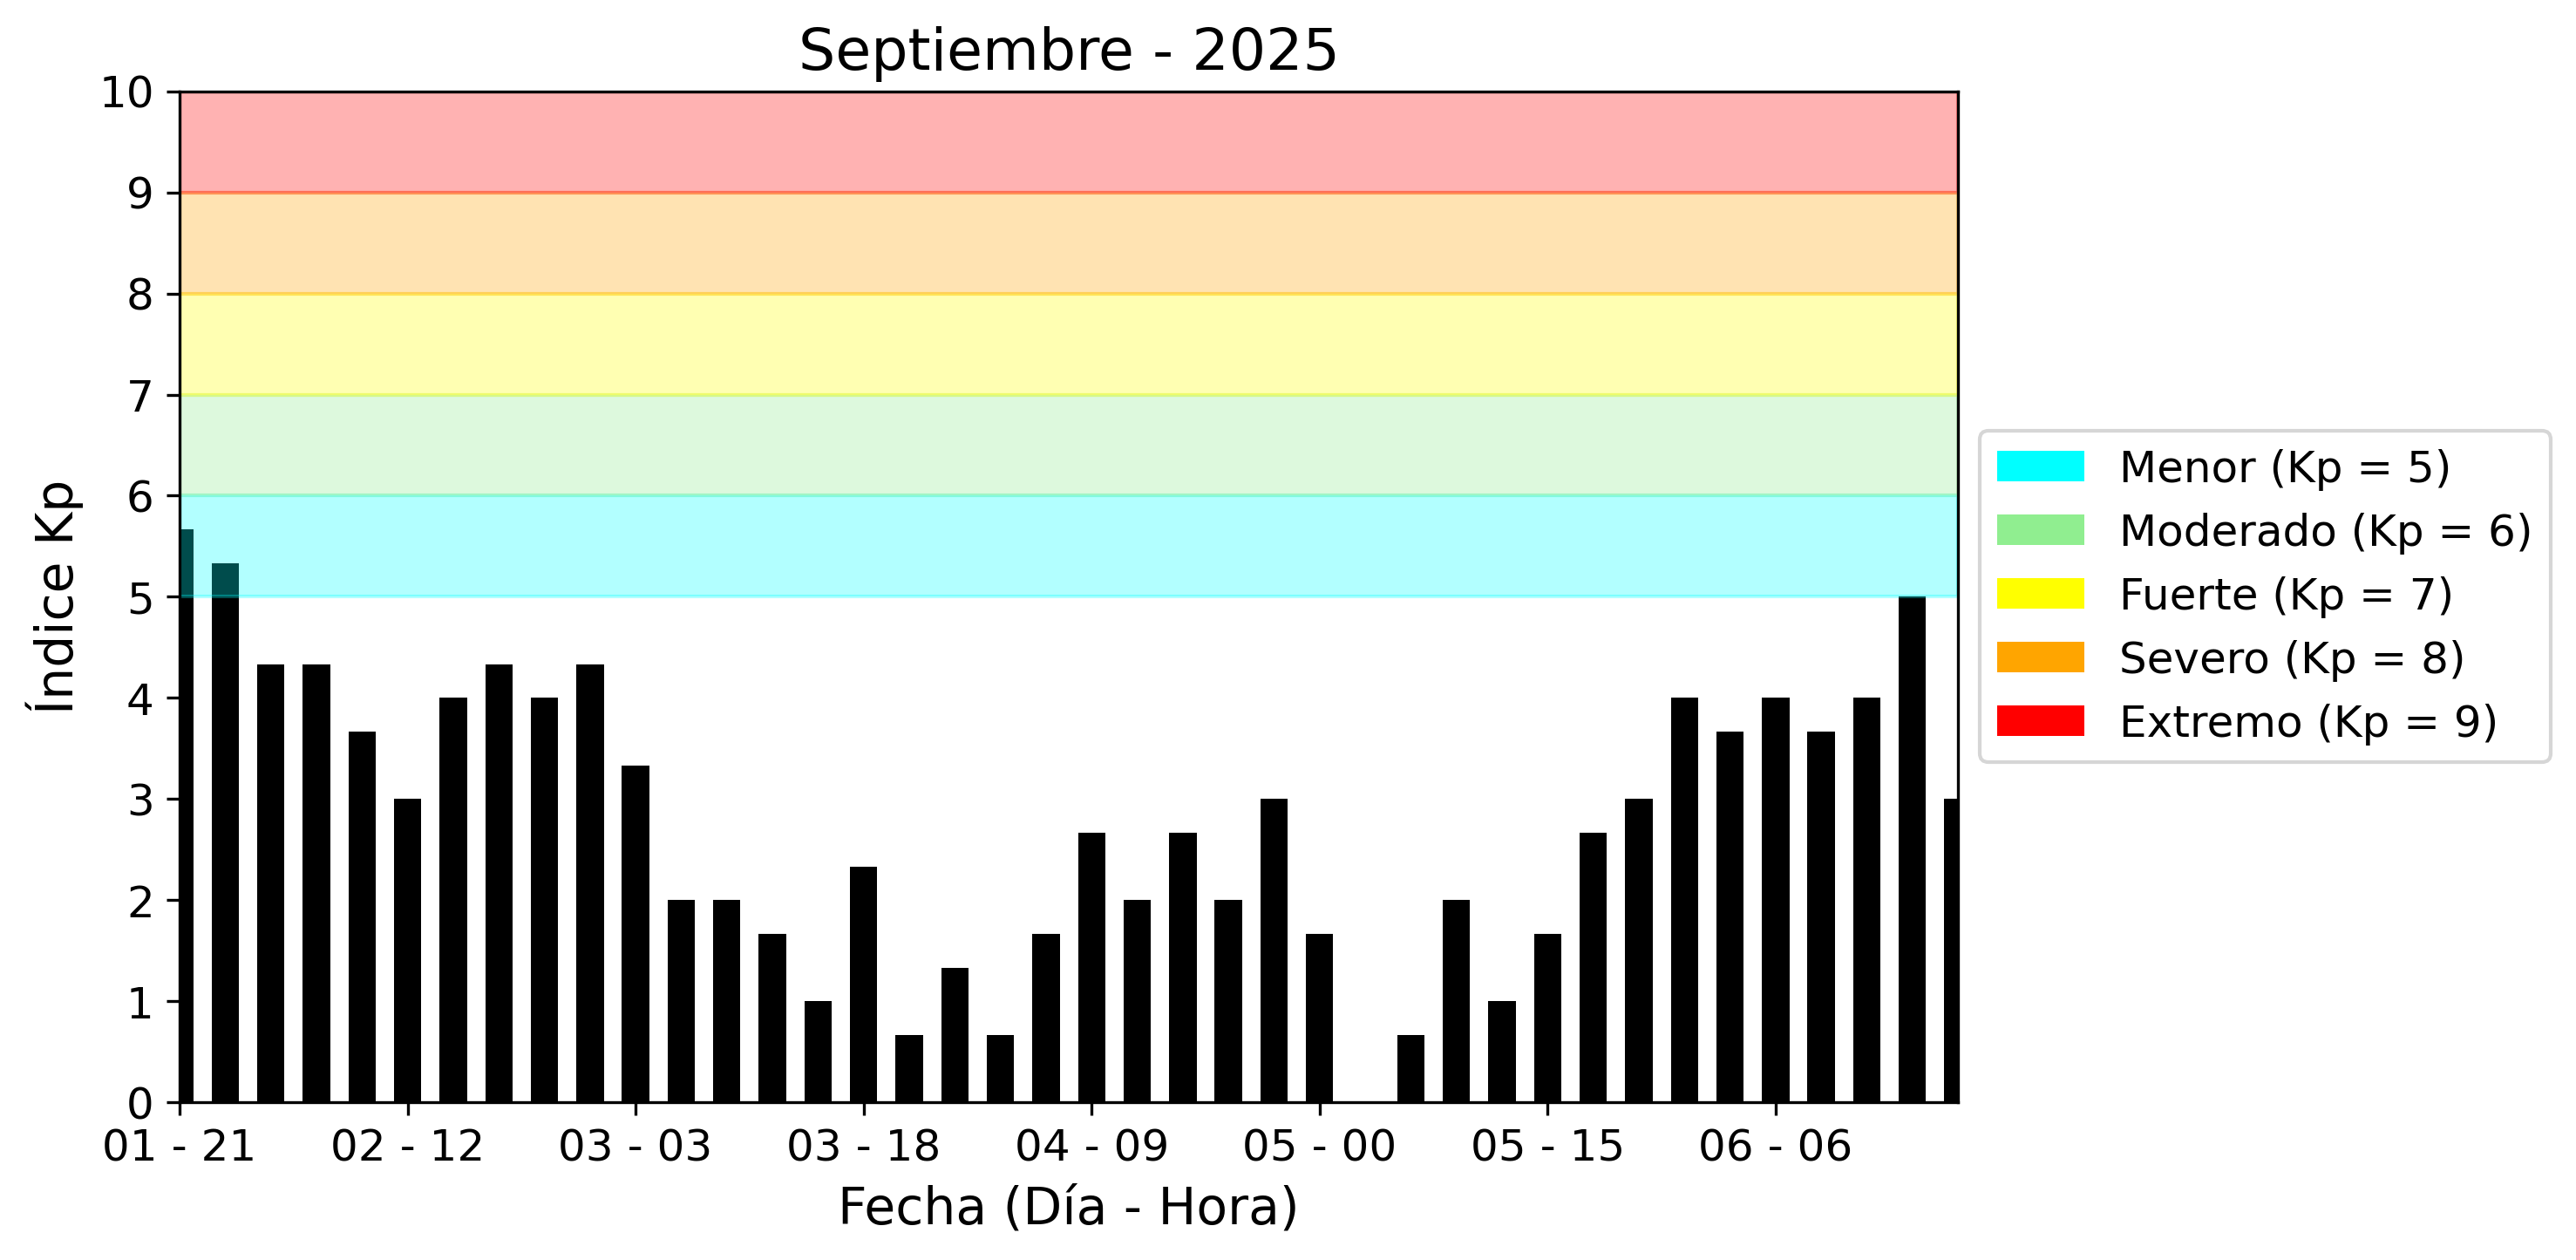 Septiembre - 2025
10
9
8
7
6
5
4
3
2
1
0
Índice Kp
01 - 21 02 - 12 03 - 03 03 - 18 04 - 09 05 - 00 05 - 15 06 - 06
Fecha (Día - Hora)
Menor (Kp = 5)
Moderado (Kp = 6)
Fuerte (Kp = 7)
Severo (Kp = 8)
Extremo (Kp = 9)